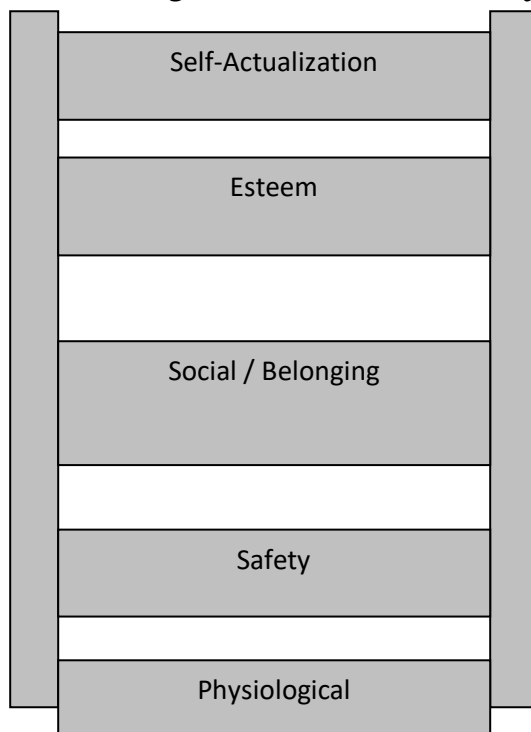 Self-Actualization
Esteem
Social / Belonging
Safety
Physiological